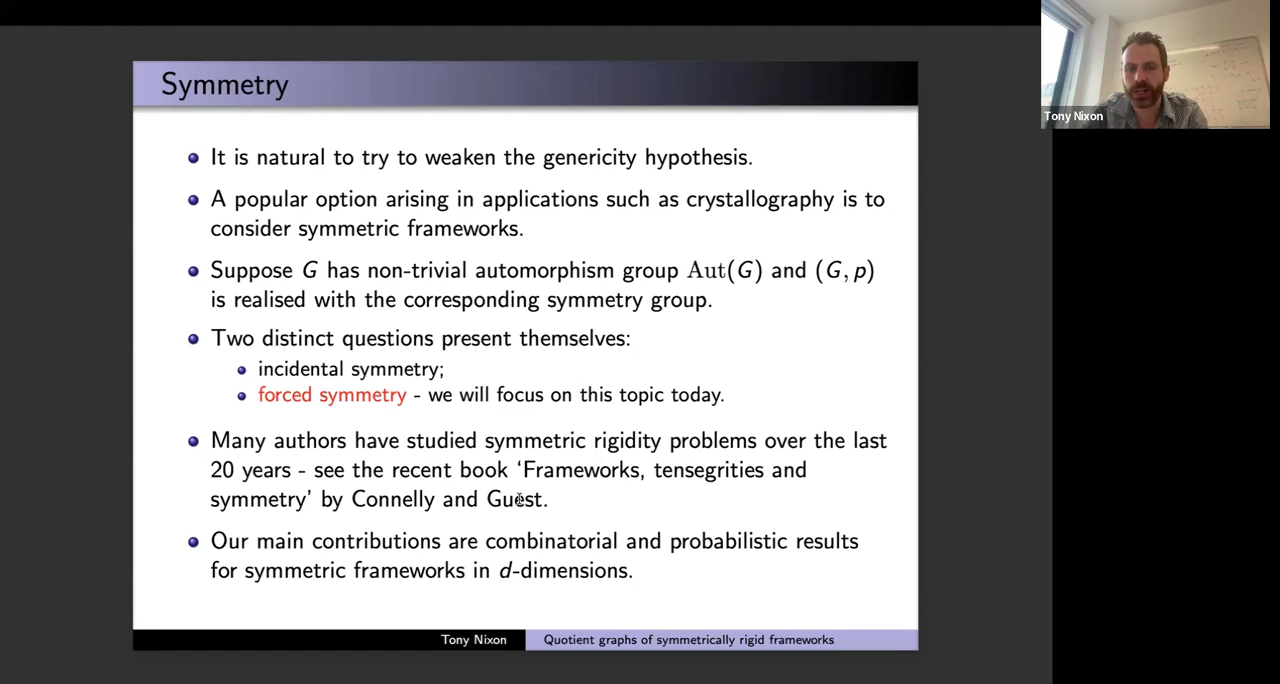 Symmetry
It is natural to try to weaken the genericity hypothesis.
A popular option arising in applications such as crystallography is to
consider symmetric frameworks.
Suppose G has non-trivial automorphism group Aut(G) and (G, p)
is realised with the corresponding symmetry group.
Two distinct questions present themselves:
incidental symmetry;
forced symmetry - we will focus on this topic today.
Many authors have studied symmetric rigidity problems over the last
20 years - see the recent book ‘Frameworks, tensegrities and
symmetry’ by Connelly and Guest.
Our main contributions are combinatorial and probabilistic results
for symmetric frameworks in d-dimensions.
Tony Nixon
Quotient graphs of symmetrically rigid frameworks
Tony Nixon